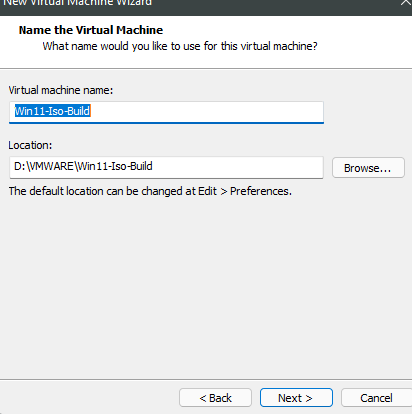 New Virtual Machine Wizard
Name the Virtual Machine
What name would you like to use for this virtual machine?
Virtual machine name:
Win11-Iso-Build
Location:
D:\VMWARE\Win11-Iso-Build
Browse...
The default location can be changed at Edit > Preferences.
< Back
Next >
Cancel